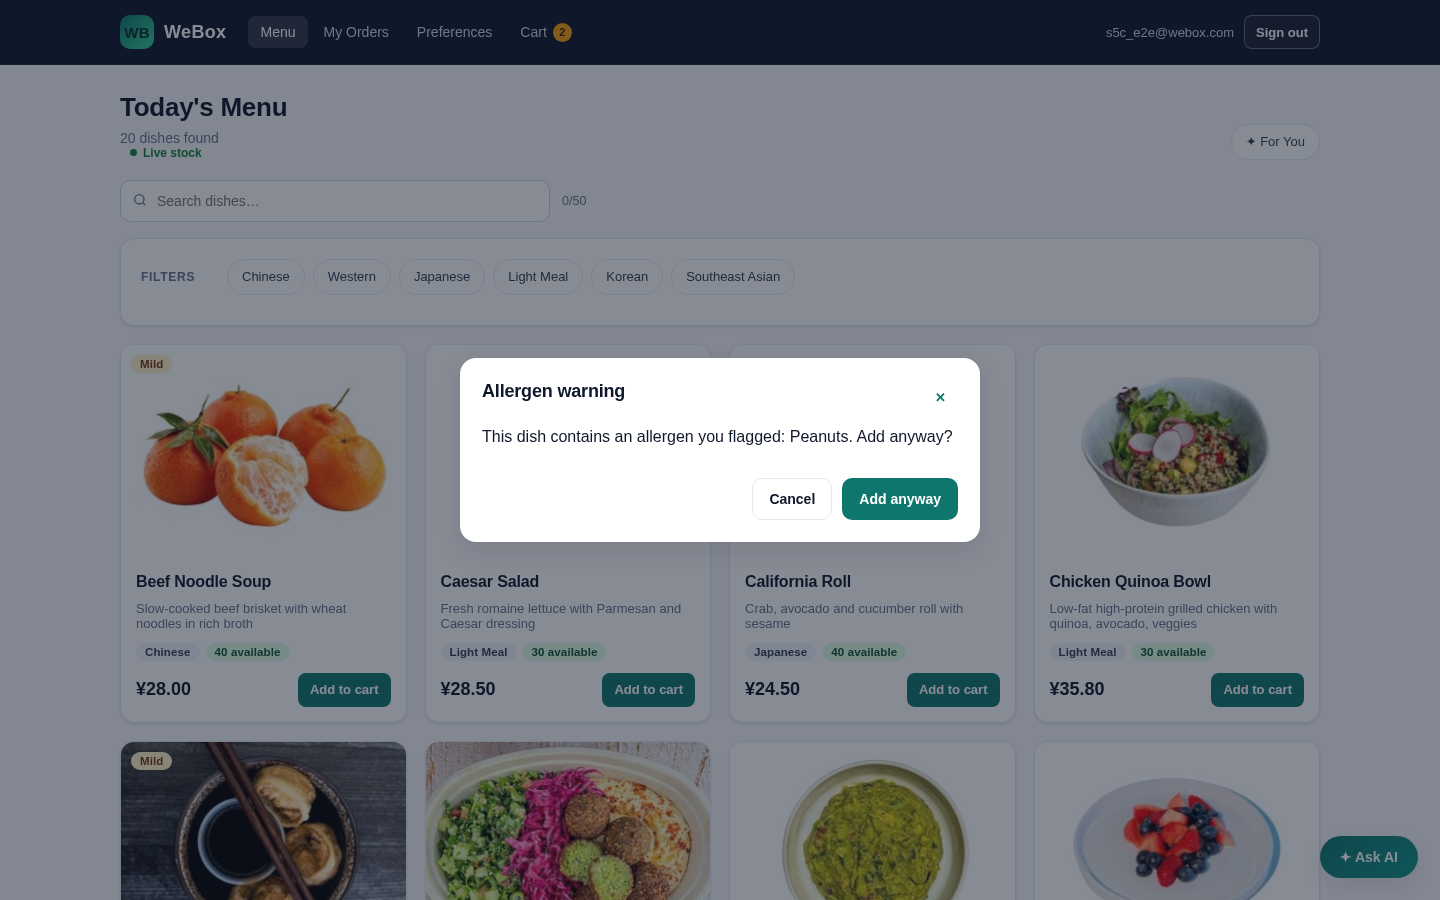 WB WeBox Menu My Orders Preferences Cart 2 s5c_e2e@webox.com Sign out
Today's Menu
20 dishes found
Live stock
✦ For You
Search dishes…
0/50
FILTERS Chinese Western Japanese Light Meal Korean Southeast Asian
Mild
Allergen warning ×
This dish contains an allergen you flagged: Peanuts. Add anyway?
Cancel Add anyway
Beef Noodle Soup
Slow-cooked beef brisket with wheat
noodles in rich broth
Chinese 40 available
¥28.00 Add to cart
Caesar Salad
Fresh romaine lettuce with Parmesan and
Caesar dressing
Light Meal 30 available
¥28.50 Add to cart
California Roll
Crab, avocado and cucumber roll with
sesame
Japanese 40 available
¥24.50 Add to cart
Chicken Quinoa Bowl
Low-fat high-protein grilled chicken with
quinoa, avocado, veggies
Light Meal 30 available
¥35.80 Add to cart
Mild
✦ Ask AI